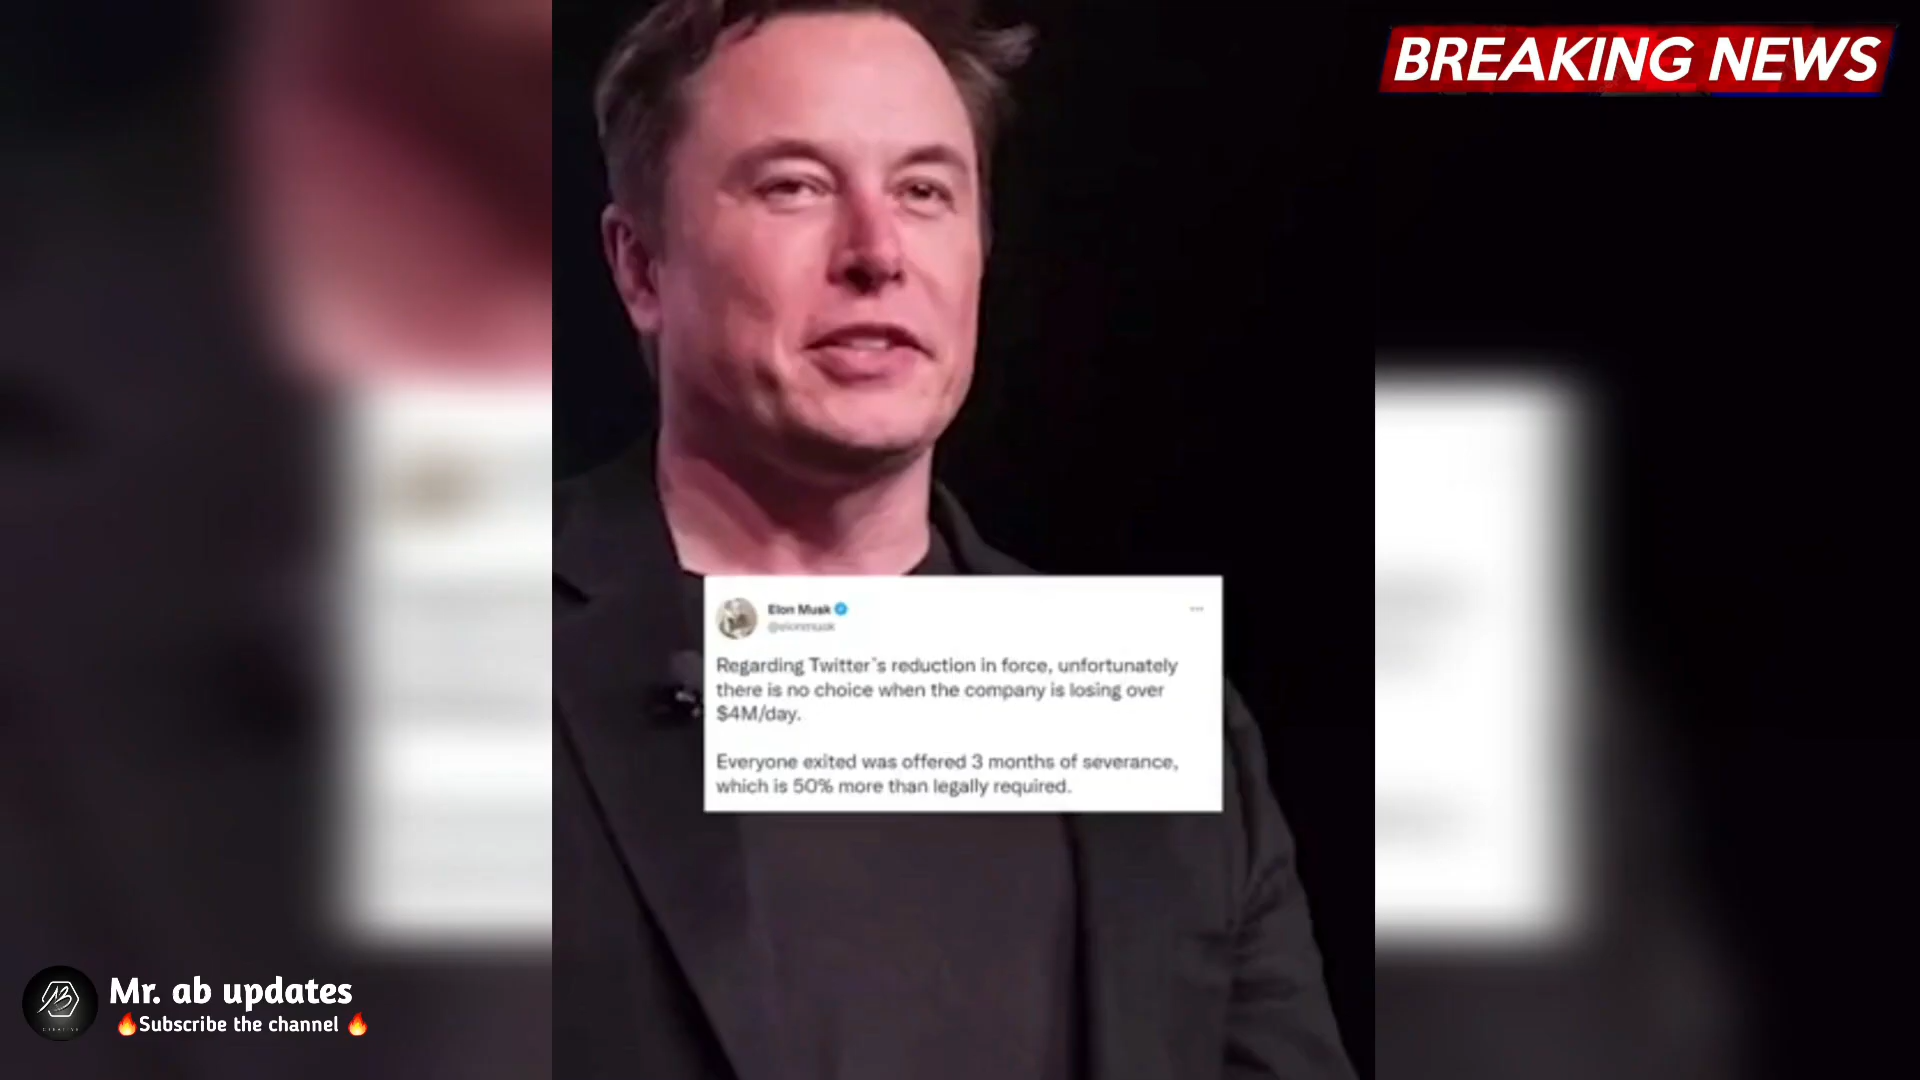 BREAKING NEWS
Elon Musk
@elonmusk
Regarding Twitter`s reduction in force, unfortunately
there is no choice when the company is losing over
$4M/day.
Everyone exited was offered 3 months of severance,
which is 50% more than legally required.
Mr. ab updates
🔥Subscribe the channel 🔥